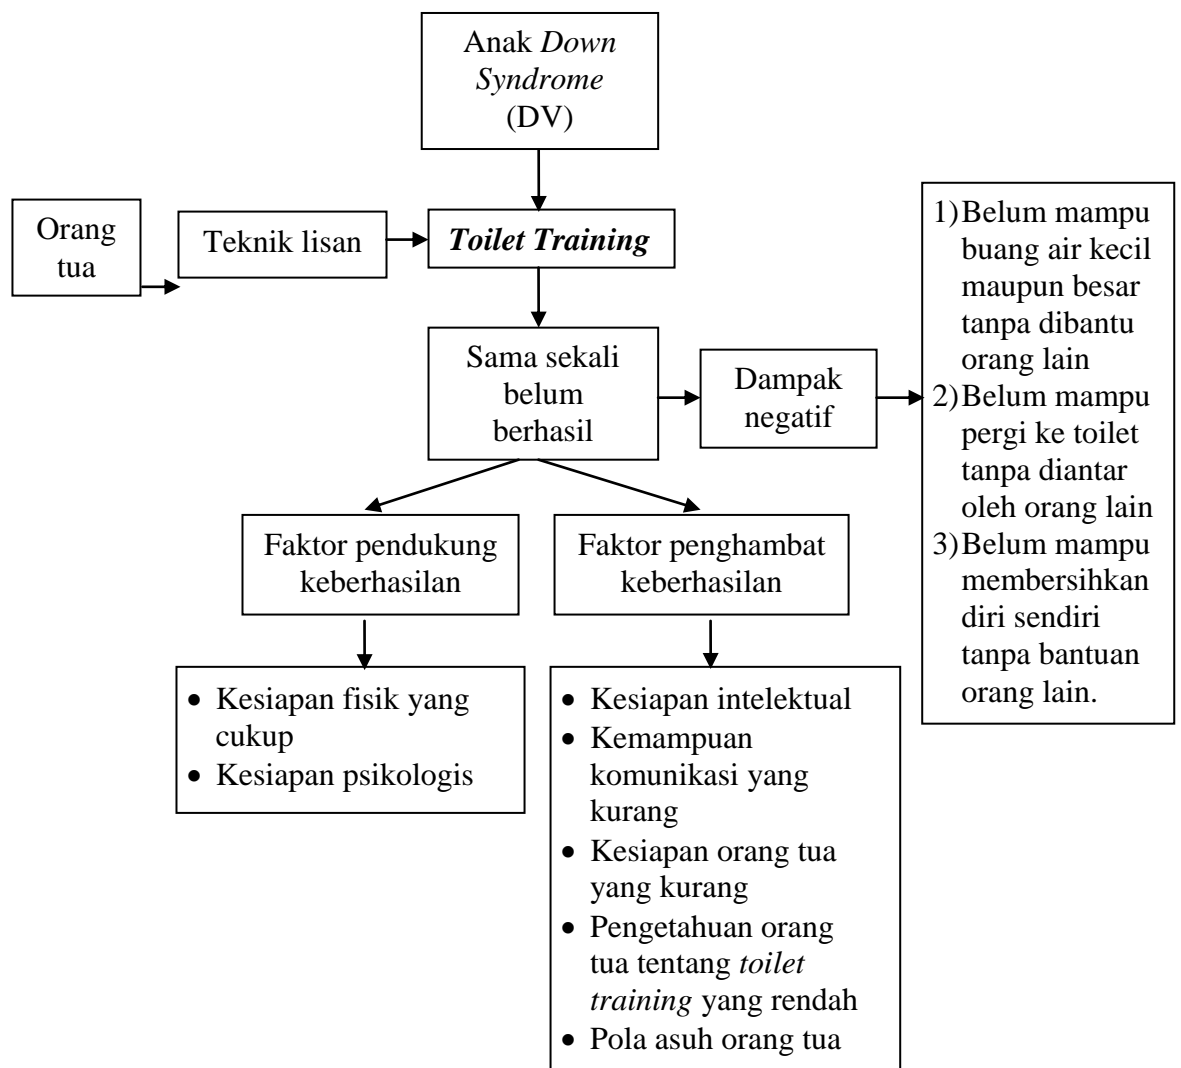 Anak Down
Syndrome
(DV)
Orang
tua
Teknik lisan
Toilet Training
Sama sekali
belum
berhasil
Dampak
negatif
1) Belum mampu
buang air kecil
maupun besar
tanpa dibantu
orang lain
2) Belum mampu
pergi ke toilet
tanpa diantar
oleh orang lain
3) Belum mampu
membersihkan
diri sendiri
tanpa bantuan
orang lain.
Faktor pendukung
keberhasilan
Faktor penghambat
keberhasilan
• Kesiapan fisik yang
cukup
• Kesiapan psikologis
• Kesiapan intelektual
• Kemampuan
komunikasi yang
kurang
• Kesiapan orang tua
yang kurang
• Pengetahuan orang
tua tentang toilet
training yang rendah
• Pola asuh orang tua